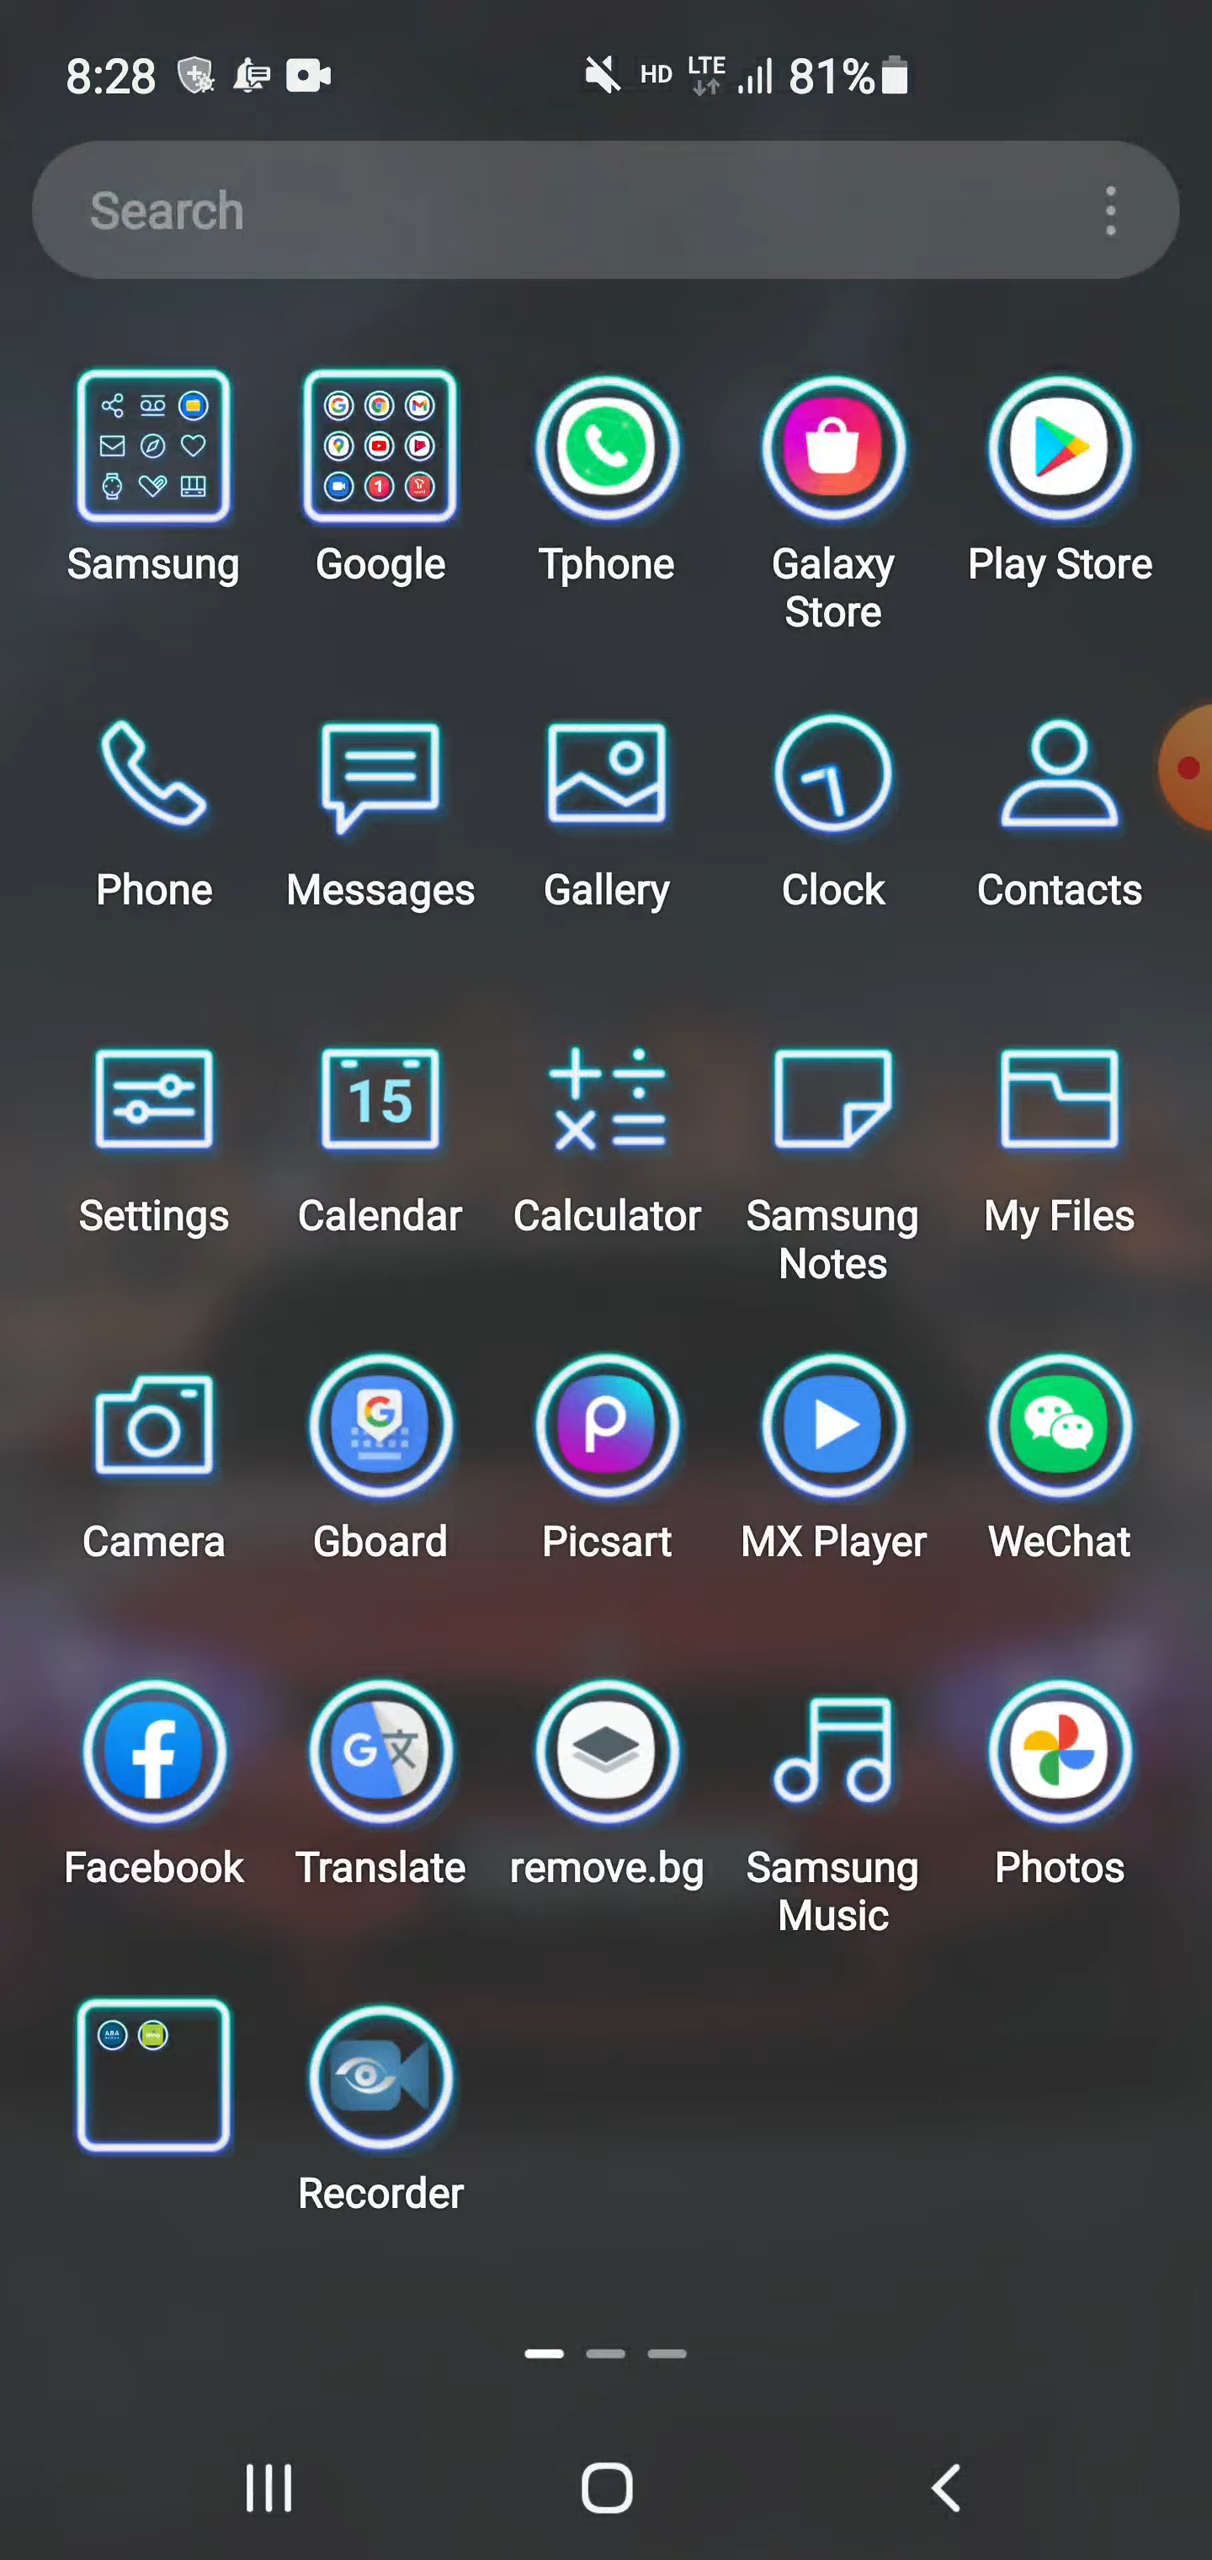 8:28 HD LTE 81%
Search
Samsung Google Tphone Galaxy Store Play Store
Phone Messages Gallery Clock Contacts
15
Settings Calendar Calculator Samsung Notes My Files
Camera Gboard Picsart MX Player WeChat
Facebook Translate remove.bg Samsung Music Photos
ABA Wing
Recorder